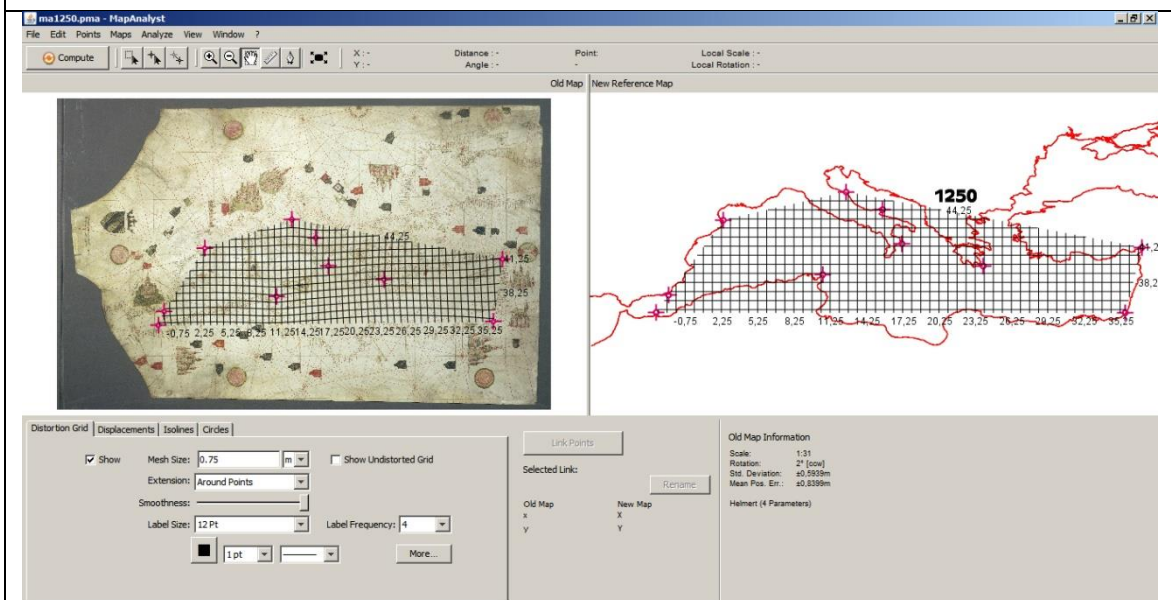 ma1250.pma - MapAnalyst
File Edit Points Maps Analyze View Window ?
Compute
X : -
Y : -
Distance : -
Angle : -
Point:
-
Local Scale : -
Local Rotation : -
Old Map
New Reference Map
44,25
41,25
38,25
-0,75 2,25 5,25 8,25 11,25 14,25 17,25 20,25 23,25 26,25 29,25 32,25 35,25
1250
44,25
-0,75 2,25 5,25 8,25 11,25 14,25 17,25 20,25 23,25 26,25 29,25 32,25 35,25
Distortion Grid Displacements Isolines Circles
Show
Mesh Size: 0.75 m
Show Undistorted Grid
Extension: Around Points
Smoothness:
Label Size: 12 Pt
Label Frequency: 4
1 pt
More...
Link Points
Selected Link:
Rename
Old Map New Map
x X
y Y
Old Map Information
Scale: 1:31
Rotation: 2° [ccw]
Std. Deviation: ±0,5939m
Mean Pos. Err.: ±0,8399m
Helmert (4 Parameters)